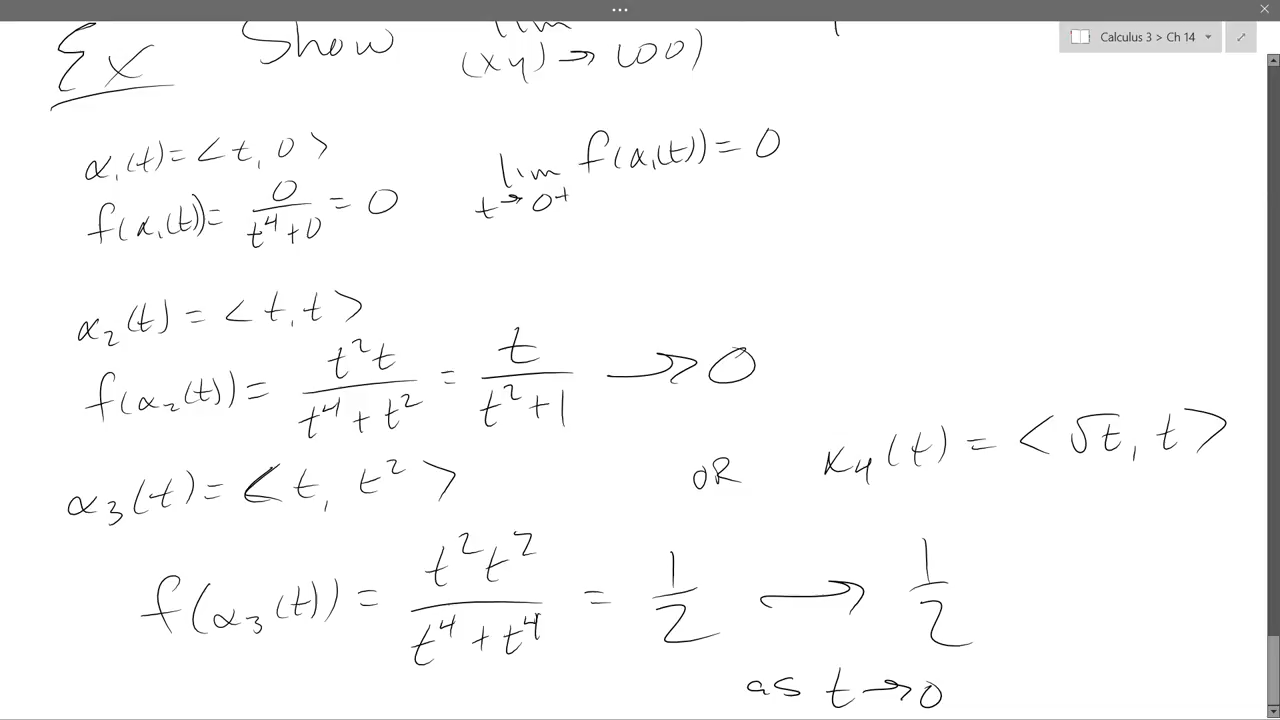 Calculus 3 > Ch 14
Ex Show lim (x,y) → (0,0)
α₁(t) = < t, 0 >
f(α₁(t)) = 0/(t⁴+0) = 0 lim t→0+ f(α₁(t)) = 0
α₂(t) = < t, t >
f(α₂(t)) = t²t/(t⁴+t²) = t/(t²+1) → 0
α₃(t) = < t, t² > OR α₄(t) = < √t, t >
f(α₃(t)) = t²t²/(t⁴+t⁴) = 1/2 → 1/2
as t → 0